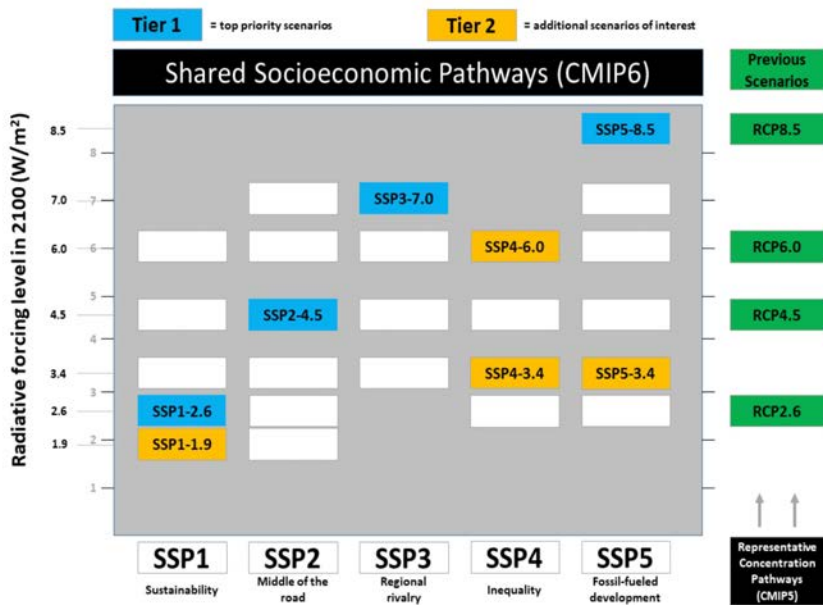 Tier 1 = top priority scenarios
Tier 2 = additional scenarios of interest
Shared Socioeconomic Pathways (CMIP6)
Previous
Scenarios
Radiative forcing level in 2100 (W/m²)
8.5
SSP5-8.5
RCP8.5
8
7.0
7
SSP3-7.0
6.0
6
SSP4-6.0
RCP6.0
5
4.5
SSP2-4.5
RCP4.5
4
3.4
SSP4-3.4
SSP5-3.4
3
2.6
SSP1-2.6
RCP2.6
1.9
2
SSP1-1.9
1
SSP1
Sustainability
SSP2
Middle of the
road
SSP3
Regional
rivalry
SSP4
Inequality
SSP5
Fossil-fueled
development
Representative
Concentration
Pathways
(CMIP5)